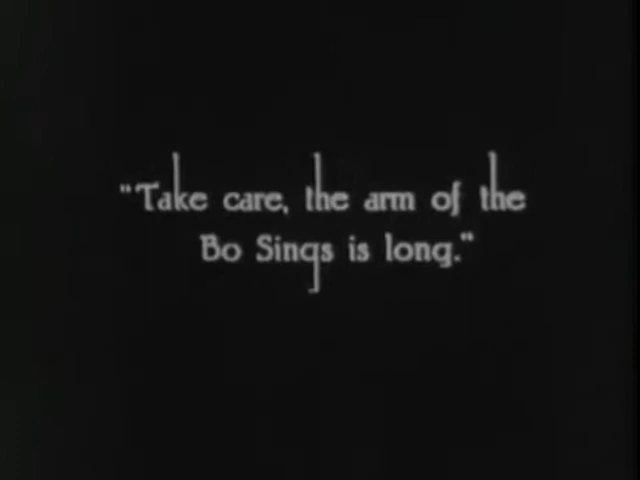 "Take care, the arm of the
Bo Sings is long."